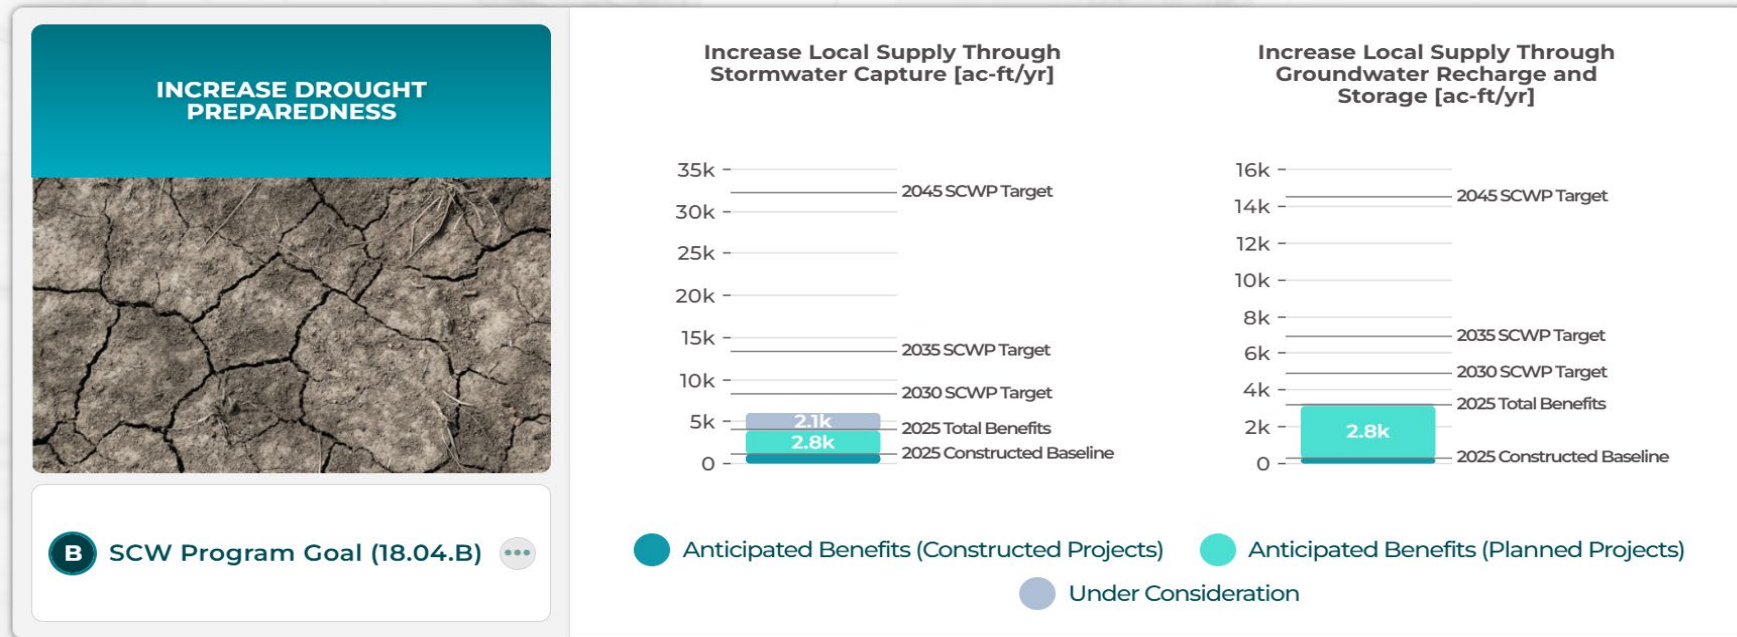 INCREASE DROUGHT
PREPAREDNESS
B SCW Program Goal (18.04.B)
Increase Local Supply Through
Stormwater Capture [ac-ft/yr]
35k
30k
25k
20k
15k
10k
5k
0
2045 SCWP Target
2035 SCWP Target
2030 SCWP Target
2025 Total Benefits
2025 Constructed Baseline
2.1k
2.8k
Increase Local Supply Through
Groundwater Recharge and
Storage [ac-ft/yr]
16k
14k
12k
10k
8k
6k
4k
2k
0
2045 SCWP Target
2035 SCWP Target
2030 SCWP Target
2025 Total Benefits
2025 Constructed Baseline
2.8k
Anticipated Benefits (Constructed Projects)
Anticipated Benefits (Planned Projects)
Under Consideration